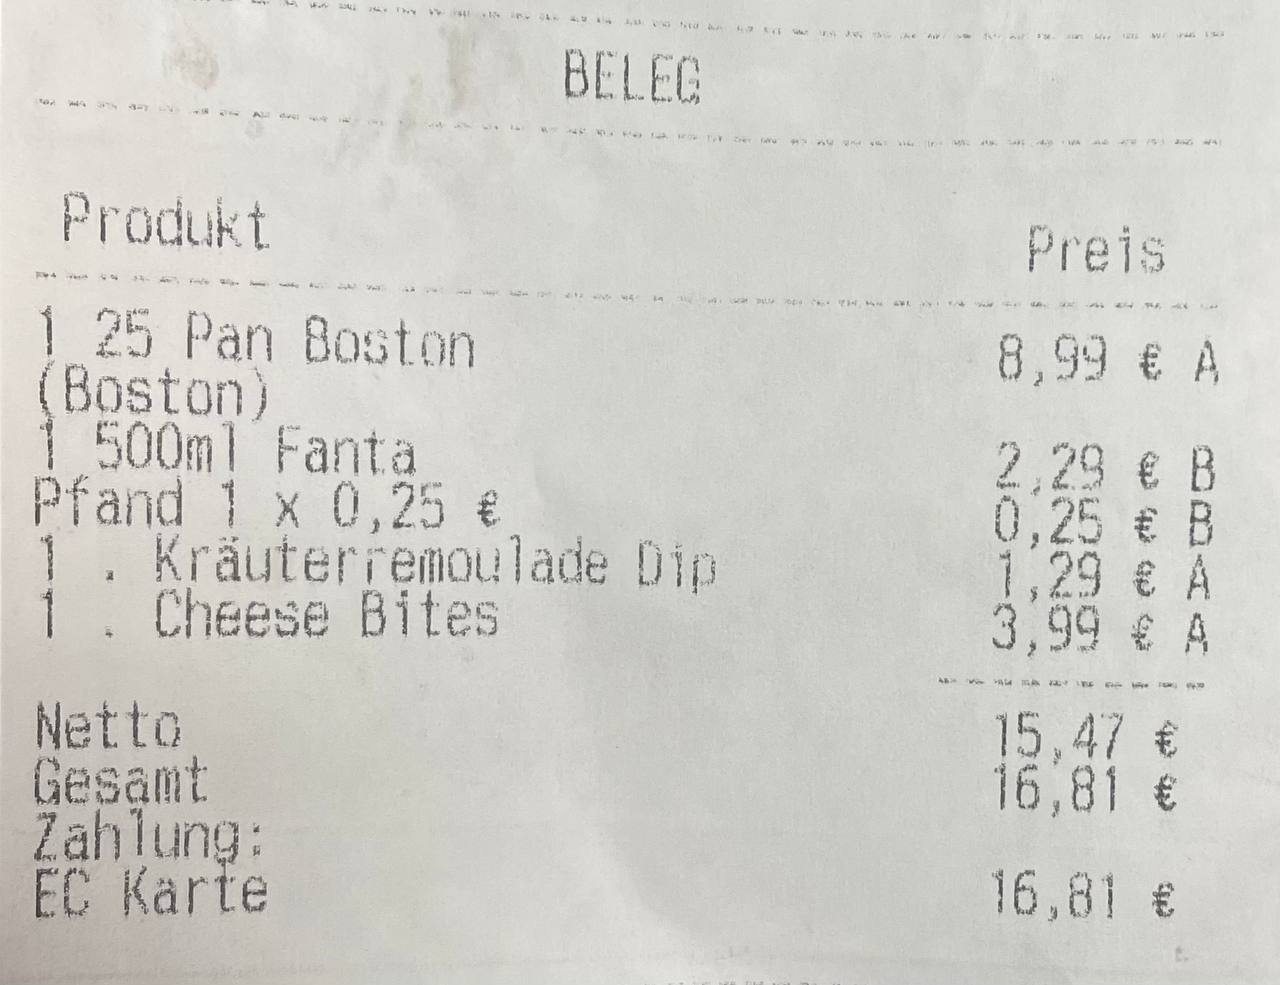 BELEG
Produkt Preis
1 25 Pan Boston 8,99 € A
(Boston)
1 500ml Fanta 2,29 € B
Pfand 1 x 0,25 € 0,25 € B
1 . Kräuterremoulade Dip 1,29 € A
1 . Cheese Bites 3,99 € A
Netto 15,47 €
Gesamt 16,81 €
Zahlung:
EC Karte 16,81 €